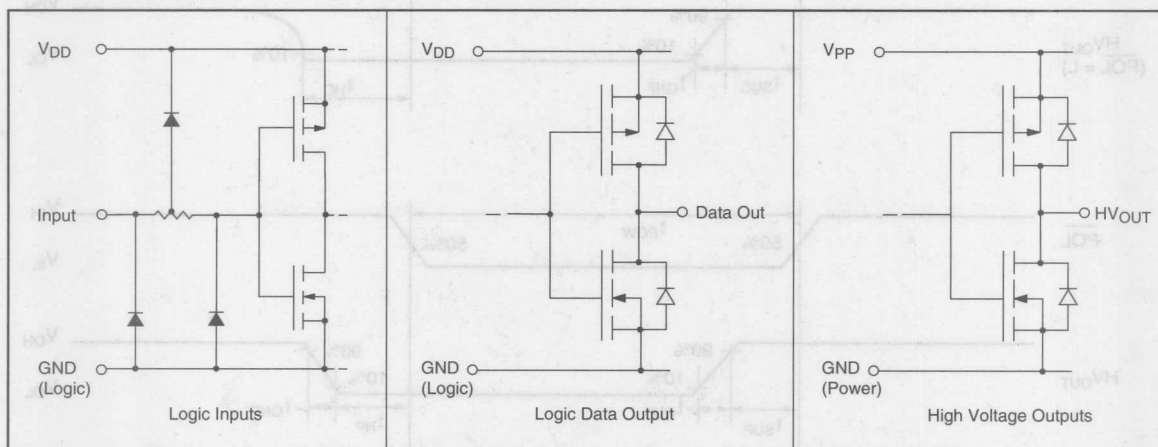 VDD
Input
GND
(Logic)
Logic Inputs
VDD
Data Out
GND
(Logic)
Logic Data Output
VPP
HVOUT
GND
(Power)
High Voltage Outputs